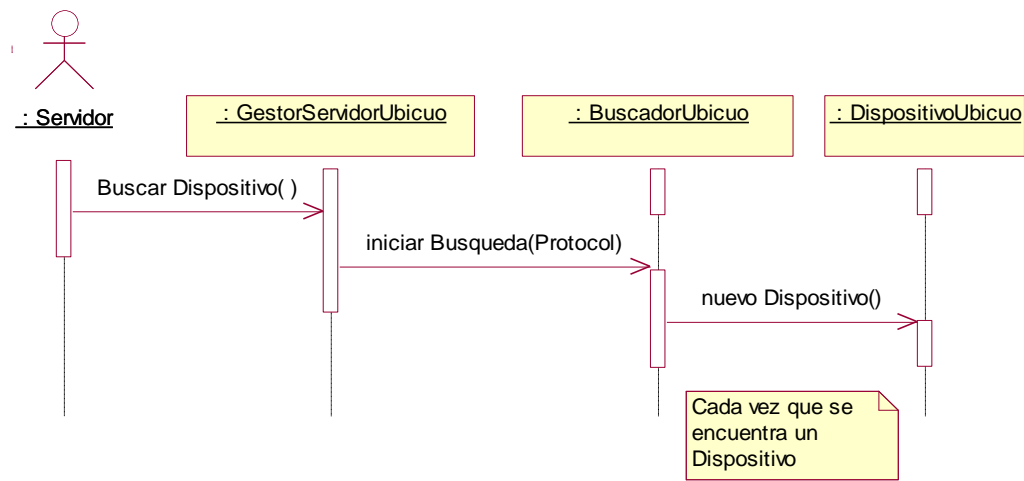 : Servidor
: GestorServidorUbicuo
: BuscadorUbicuo
: DispositivoUbicuo
Buscar Dispositivo( )
iniciar Busqueda(Protocol)
nuevo Dispositivo()
Cada vez que se
encuentra un
Dispositivo